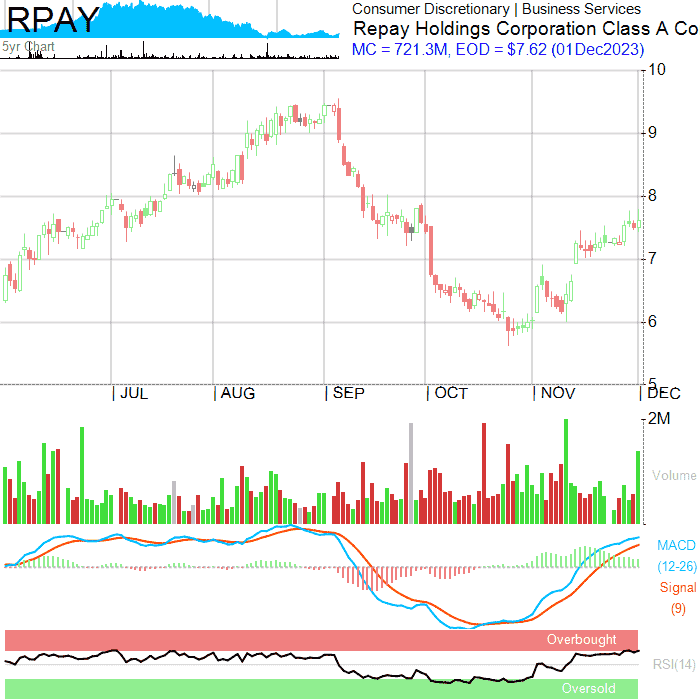 RPAY
5yr Chart
Consumer Discretionary | Business Services
Repay Holdings Corporation Class A Co
MC = 721.3M, EOD = $7.62 (01Dec2023)
10
9
8
7
6
5
| JUL | AUG | SEP | OCT | NOV | DEC
2M
Volume
MACD
(12-26)
Signal
(9)
Overbought
RSI(14)
Oversold